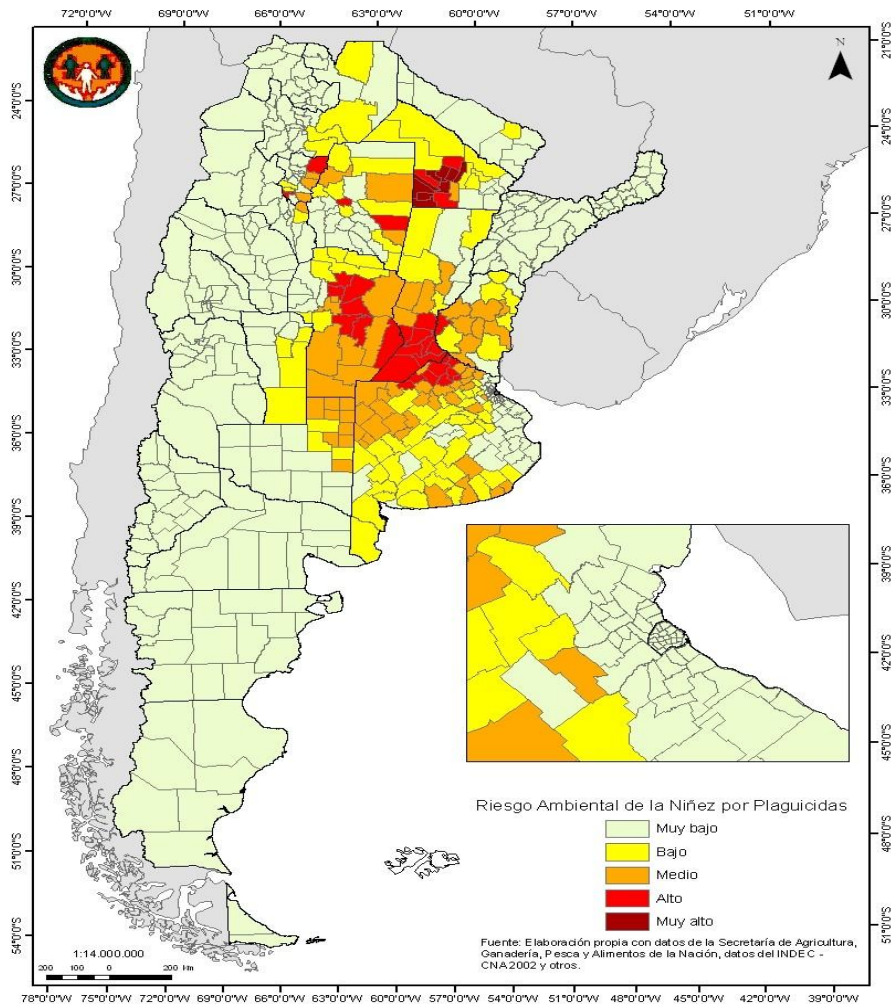 72°0'0"O 69°0'0"O 66°0'0"O 63°0'0"O 60°0'0"O 57°0'0"O 54°0'0"O 51°0'0"O
N
24°0'0"S
27°0'0"S
30°0'0"S
33°0'0"S
36°0'0"S
39°0'0"S
42°0'0"S
45°0'0"S
48°0'0"S
51°0'0"S
54°0'0"S
21°0'0"S
24°0'0"S
27°0'0"S
30°0'0"S
33°0'0"S
36°0'0"S
39°0'0"S
42°0'0"S
45°0'0"S
48°0'0"S
51°0'0"S
Riesgo Ambiental de la Niñez por Plaguicidas
Muy bajo
Bajo
Medio
Alto
Muy alto
Fuente: Elaboración propia con datos de la Secretaría de Agricultura,
Ganadería, Pesca y Alimentos de la Nación, datos del INDEC -
CNA 2002 y otros.
1:14.000.000
200 100 0 200 km
78°0'0"O 75°0'0"O 72°0'0"O 69°0'0"O 66°0'0"O 63°0'0"O 60°0'0"O 57°0'0"O 54°0'0"O 51°0'0"O 48°0'0"O 45°0'0"O 42°0'0"O 39°0'0"O